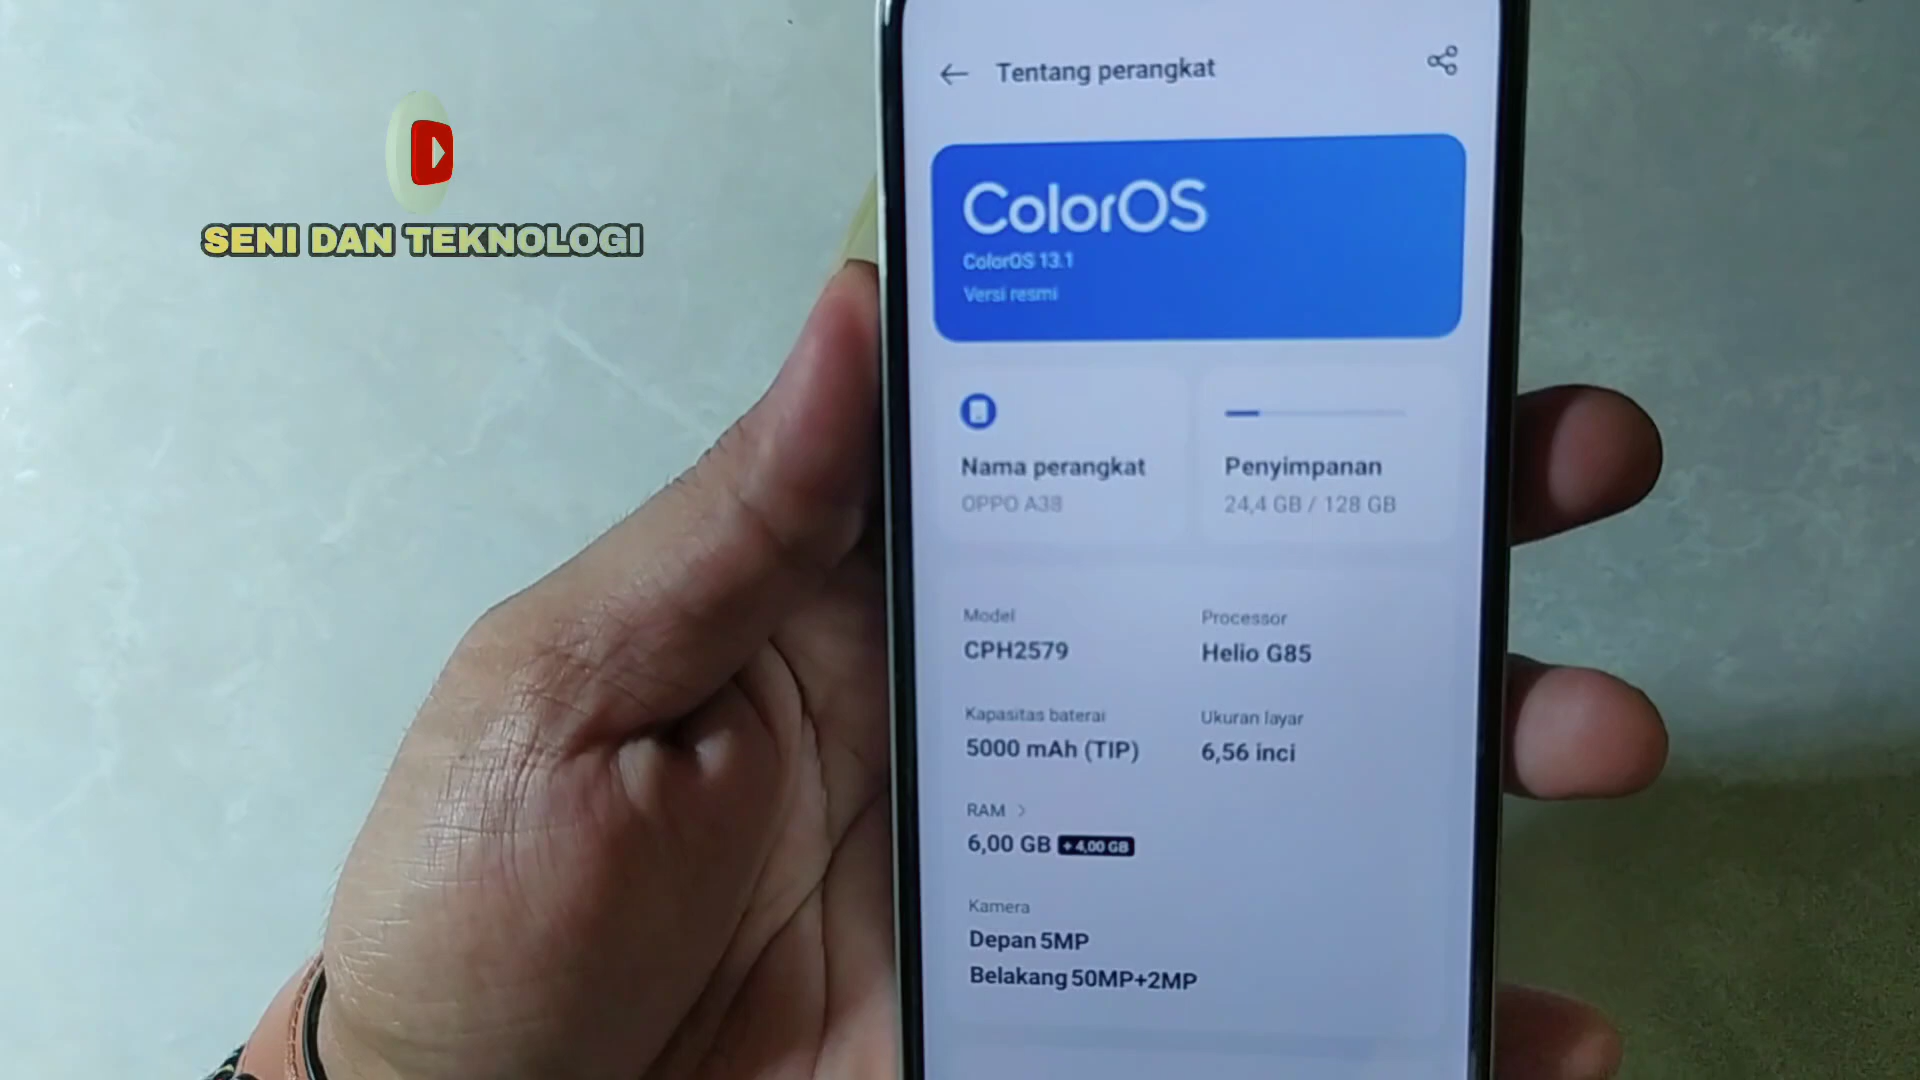 SENI DAN TEKNOLOGI
Tentang perangkat
ColorOS
ColorOS 13.1
Versi resmi
Nama perangkat
OPPO A38
Penyimpanan
24,4 GB / 128 GB
Model
CPH2579
Processor
Helio G85
Kapasitas baterai
5000 mAh (TIP)
Ukuran layar
6,56 inci
RAM >
6,00 GB + 4,00 GB
Kamera
Depan 5MP
Belakang 50MP+2MP